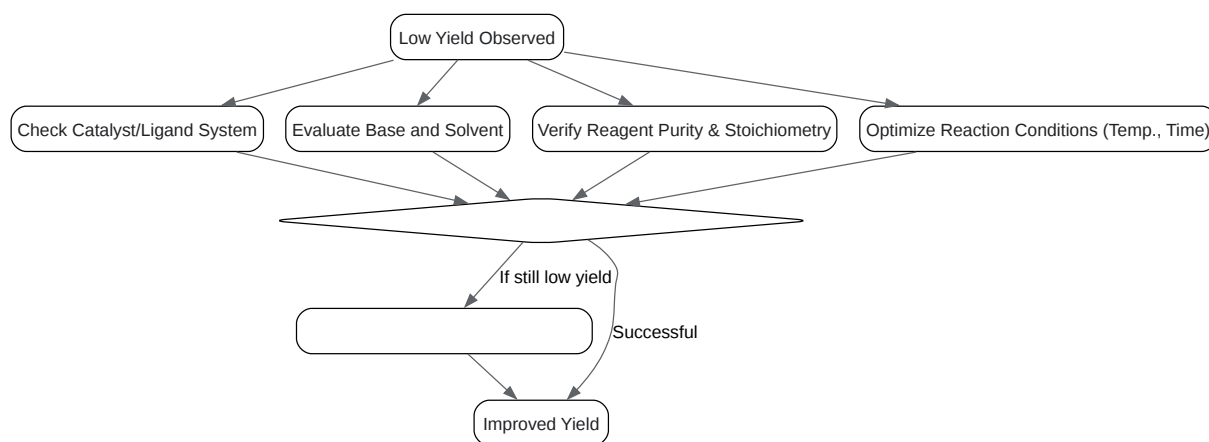 Low Yield Observed
Check Catalyst/Ligand System
Evaluate Base and Solvent
Verify Reagent Purity & Stoichiometry
Optimize Reaction Conditions (Temp., Time)
If still low yield
Successful
Improved Yield